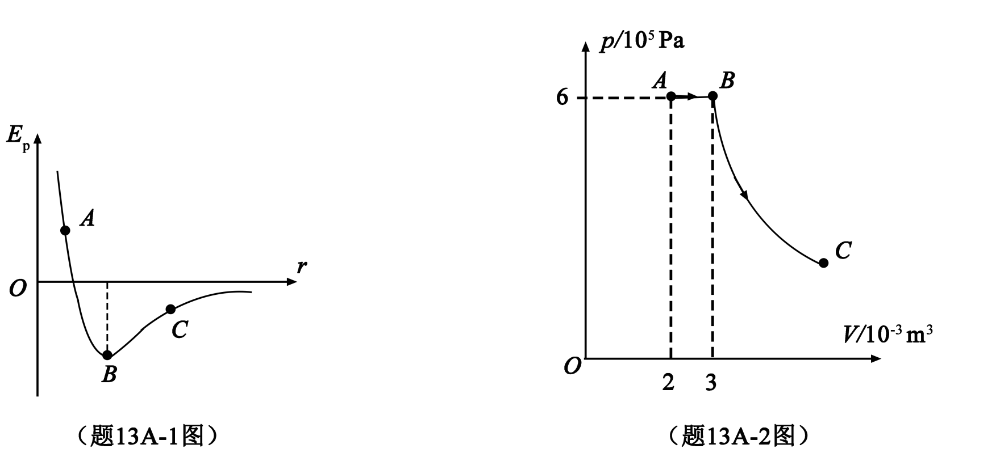 E_p
A
r
O
B
C
(题13A-1图)
p/10⁵ Pa
A
B
6
C
V/10⁻³ m³
O
2
3
(题13A-2图)